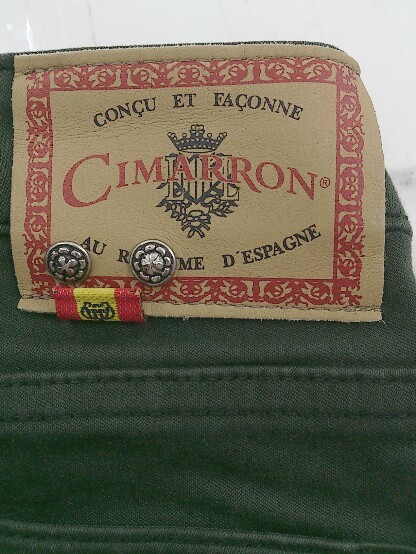 CONÇU ET FAÇONNE
CIMARRON®
AU D'ESPAGNE